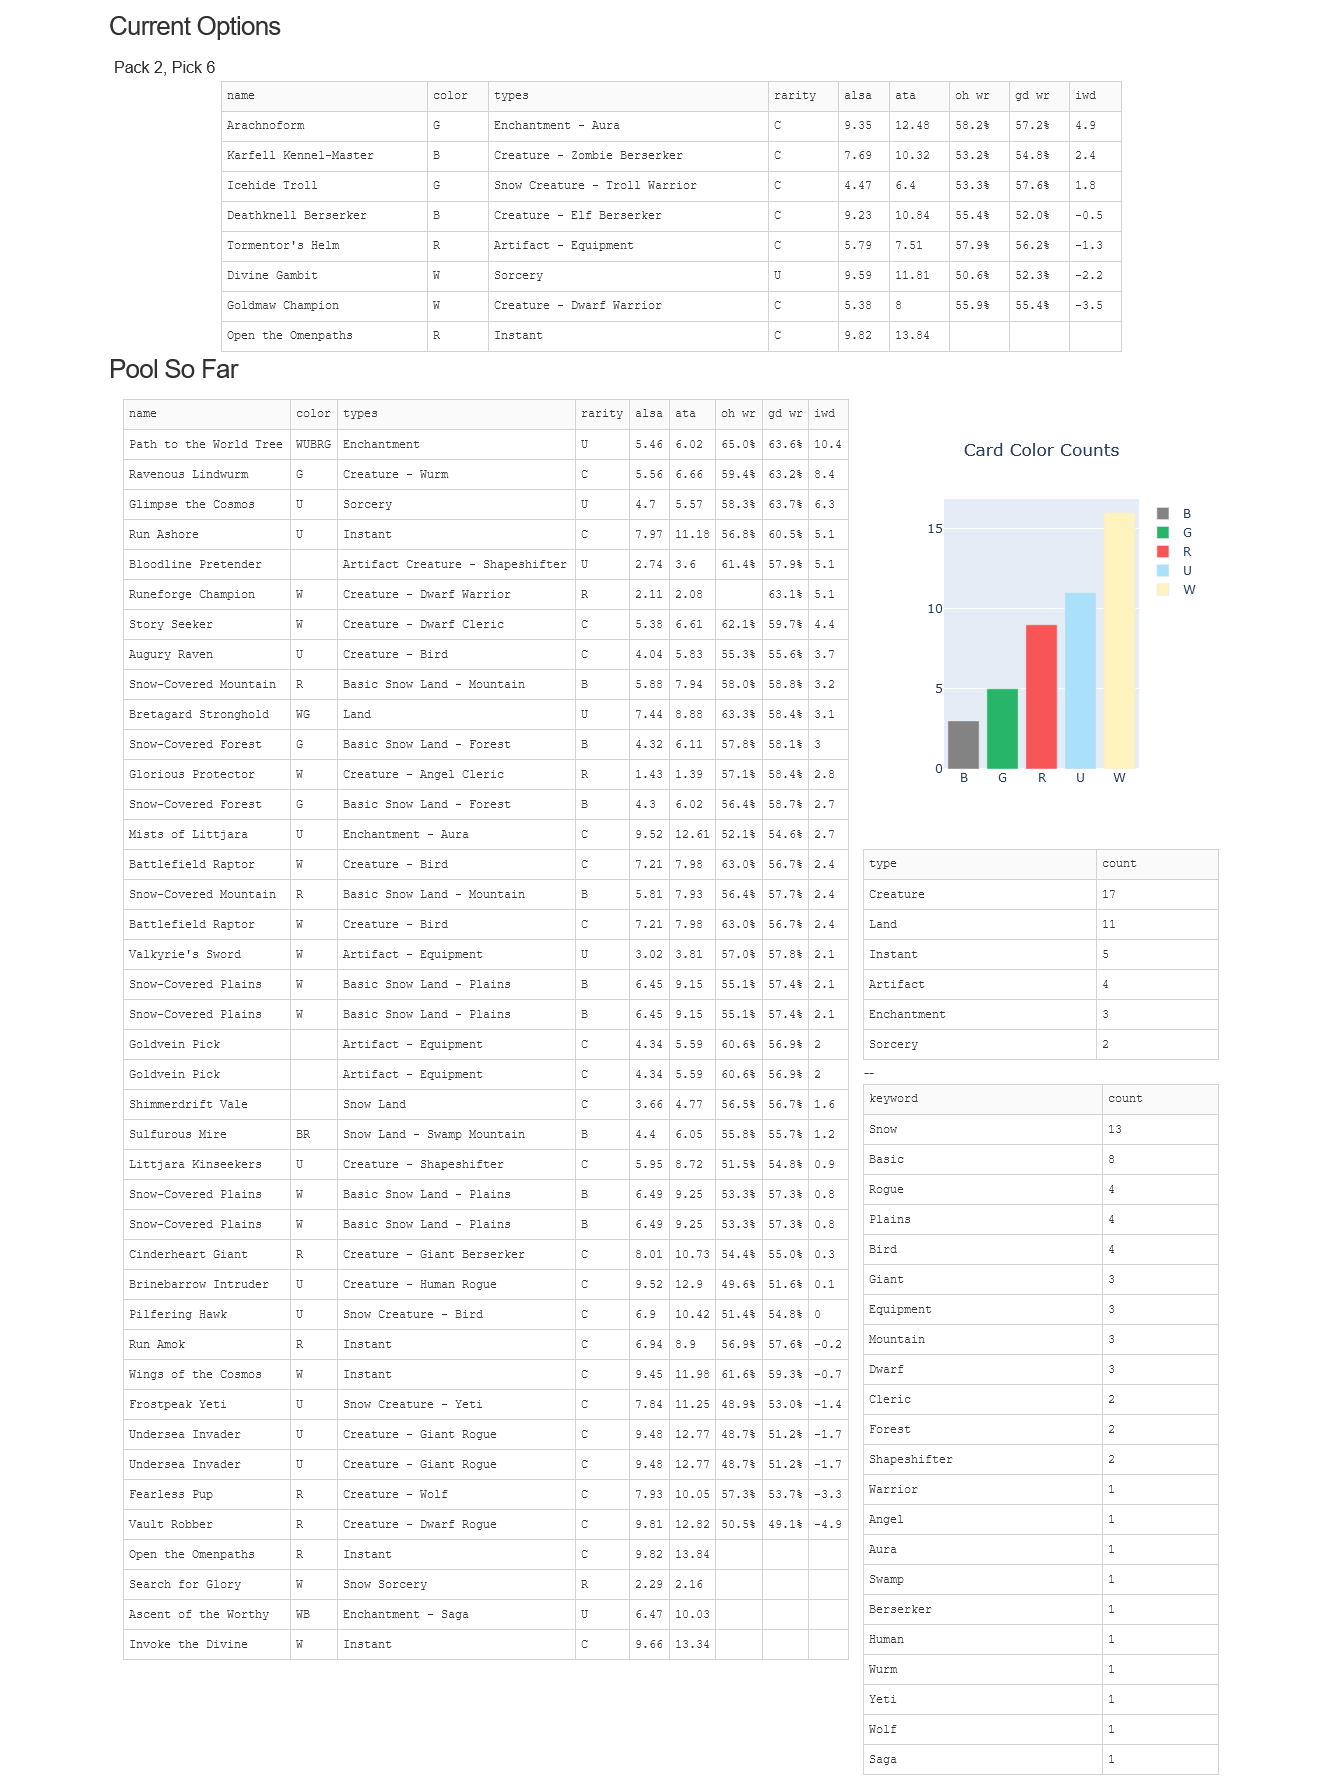 Current Options
Pack 2, Pick 6
name color types rarity alsa ata oh wr gd wr iwd
Arachnoform G Enchantment - Aura C 9.35 12.48 58.2% 57.2% 4.9
Karfell Kennel-Master B Creature - Zombie Berserker C 7.69 10.32 53.2% 54.8% 2.4
Icehide Troll G Snow Creature - Troll Warrior C 4.47 6.4 53.3% 57.6% 1.8
Deathknell Berserker B Creature - Elf Berserker C 9.23 10.84 55.4% 52.0% -0.5
Tormentor's Helm R Artifact - Equipment C 5.79 7.51 57.9% 56.2% -1.3
Divine Gambit W Sorcery U 9.59 11.81 50.6% 52.3% -2.2
Goldmaw Champion W Creature - Dwarf Warrior C 5.38 8 55.9% 55.4% -3.5
Open the Omenpaths R Instant C 9.82 13.84
Pool So Far
name color types rarity alsa ata oh wr gd wr iwd
Path to the World Tree WUBRG Enchantment U 5.46 6.02 65.0% 63.6% 10.4
Ravenous Lindwurm G Creature - Wurm C 5.56 6.66 59.4% 63.2% 8.4
Glimpse the Cosmos U Sorcery U 4.7 5.57 58.3% 63.7% 6.3
Run Ashore U Instant C 7.97 11.18 56.8% 60.5% 5.1
Bloodline Pretender Artifact Creature - Shapeshifter U 2.74 3.6 61.4% 57.9% 5.1
Runeforge Champion W Creature - Dwarf Warrior R 2.11 2.08 63.1% 5.1
Story Seeker W Creature - Dwarf Cleric C 5.38 6.61 62.1% 59.7% 4.4
Augury Raven U Creature - Bird C 4.04 5.83 55.3% 55.6% 3.7
Snow-Covered Mountain R Basic Snow Land - Mountain B 5.88 7.94 58.0% 58.8% 3.2
Bretagard Stronghold WG Land U 7.44 8.88 63.3% 58.4% 3.1
Snow-Covered Forest G Basic Snow Land - Forest B 4.32 6.11 57.8% 58.1% 3
Glorious Protector W Creature - Angel Cleric R 1.43 1.39 57.1% 58.4% 2.8
Snow-Covered Forest G Basic Snow Land - Forest B 4.3 6.02 56.4% 58.7% 2.7
Mists of Littjara U Enchantment - Aura C 9.52 12.61 52.1% 54.6% 2.7
Battlefield Raptor W Creature - Bird C 7.21 7.98 63.0% 56.7% 2.4
Snow-Covered Mountain R Basic Snow Land - Mountain B 5.81 7.93 56.4% 57.7% 2.4
Battlefield Raptor W Creature - Bird C 7.21 7.98 63.0% 56.7% 2.4
Valkyrie's Sword W Artifact - Equipment U 3.02 3.81 57.0% 57.8% 2.1
Snow-Covered Plains W Basic Snow Land - Plains B 6.45 9.15 55.1% 57.4% 2.1
Snow-Covered Plains W Basic Snow Land - Plains B 6.45 9.15 55.1% 57.4% 2.1
Goldvein Pick Artifact - Equipment C 4.34 5.59 60.6% 56.9% 2
Goldvein Pick Artifact - Equipment C 4.34 5.59 60.6% 56.9% 2
Shimmerdrift Vale Snow Land C 3.66 4.77 56.5% 56.7% 1.6
Sulfurous Mire BR Snow Land - Swamp Mountain B 4.4 6.05 55.8% 55.7% 1.2
Littjara Kinseekers U Creature - Shapeshifter C 5.95 8.72 51.5% 54.8% 0.9
Snow-Covered Plains W Basic Snow Land - Plains B 6.49 9.25 53.3% 57.3% 0.8
Snow-Covered Plains W Basic Snow Land - Plains B 6.49 9.25 53.3% 57.3% 0.8
Cinderheart Giant R Creature - Giant Berserker C 8.01 10.73 54.4% 55.0% 0.3
Brinebarrow Intruder U Creature - Human Rogue C 9.52 12.9 49.6% 51.6% 0.1
Pilfering Hawk U Snow Creature - Bird C 6.9 10.42 51.4% 54.8% 0
Run Amok R Instant C 6.94 8.9 56.9% 57.6% -0.2
Wings of the Cosmos W Instant C 9.45 11.98 61.6% 59.3% -0.7
Frostpeak Yeti U Snow Creature - Yeti C 7.84 11.25 48.9% 53.0% -1.4
Undersea Invader U Creature - Giant Rogue C 9.48 12.77 48.7% 51.2% -1.7
Undersea Invader U Creature - Giant Rogue C 9.48 12.77 48.7% 51.2% -1.7
Fearless Pup R Creature - Wolf C 7.93 10.05 57.3% 53.7% -3.3
Vault Robber R Creature - Dwarf Rogue C 9.81 12.82 50.5% 49.1% -4.9
Open the Omenpaths R Instant C 9.82 13.84
Search for Glory W Snow Sorcery R 2.29 2.16
Ascent of the Worthy WB Enchantment - Saga U 6.47 10.03
Invoke the Divine W Instant C 9.66 13.34
Card Color Counts
15
10
5
0
B G R U W
B
G
R
U
W
type count
Creature 17
Land 11
Instant 5
Artifact 4
Enchantment 3
Sorcery 2
--
keyword count
Snow 13
Basic 8
Rogue 4
Plains 4
Bird 4
Giant 3
Equipment 3
Mountain 3
Dwarf 3
Cleric 2
Forest 2
Shapeshifter 2
Warrior 1
Angel 1
Aura 1
Swamp 1
Berserker 1
Human 1
Wurm 1
Yeti 1
Wolf 1
Saga 1